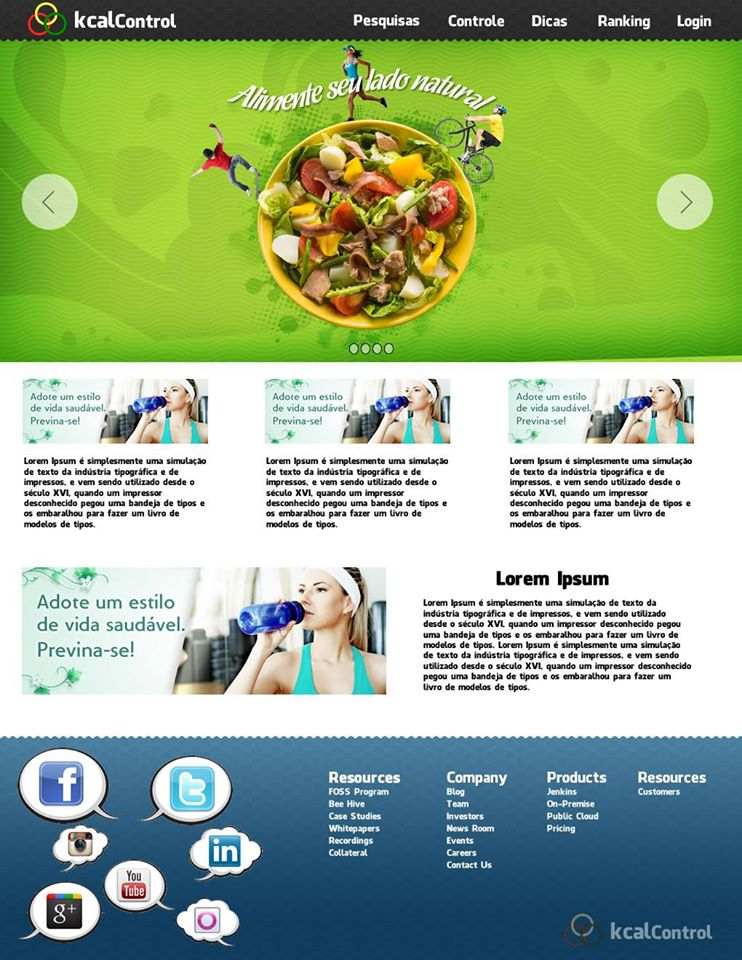 kcalControl
Pesquisas Controle Dicas Ranking Login
Alimente seu lado natural
Adote um estilo
de vida saudável.
Previna-se!
Adote um estilo
de vida saudável.
Previna-se!
Adote um estilo
de vida saudável.
Previna-se!
Lorem Ipsum é simplesmente uma simulação
de texto da indústria tipográfica e de
impressos, e vem sendo utilizado desde o
século XVI, quando um impressor
desconhecido pegou uma bandeja de tipos e
os embaralhou para fazer um livro de
modelos de tipos.
Lorem Ipsum é simplesmente uma simulação
de texto da indústria tipográfica e de
impressos, e vem sendo utilizado desde o
século XVI, quando um impressor
desconhecido pegou uma bandeja de tipos e
os embaralhou para fazer um livro de
modelos de tipos.
Lorem Ipsum é simplesmente uma simulação
de texto da indústria tipográfica e de
impressos, e vem sendo utilizado desde o
século XVI, quando um impressor
desconhecido pegou uma bandeja de tipos e
os embaralhou para fazer um livro de
modelos de tipos.
Adote um estilo
de vida saudável.
Previna-se!
Lorem Ipsum
Lorem Ipsum é simplesmente uma simulação de texto da
indústria tipográfica e de impressos, e vem sendo utilizado
desde o século XVI, quando um impressor desconhecido pegou
uma bandeja de tipos e os embaralhou para fazer um livro de
modelos de tipos. Lorem Ipsum é simplesmente uma simulação
de texto da indústria tipográfica e de impressos, e vem sendo
utilizado desde o século XVI, quando um impressor desconhecido
pegou uma bandeja de tipos e os embaralhou para fazer um
livro de modelos de tipos.
f
t
in
You
Tube
g+
Resources
FOSS Program
Bee Hive
Case Studies
Whitepapers
Recordings
Collateral
Company
Blog
Team
Investors
News Room
Events
Careers
Contact Us
Products
Jenkins
On-Premise
Public Cloud
Pricing
Resources
Customers
kcalControl